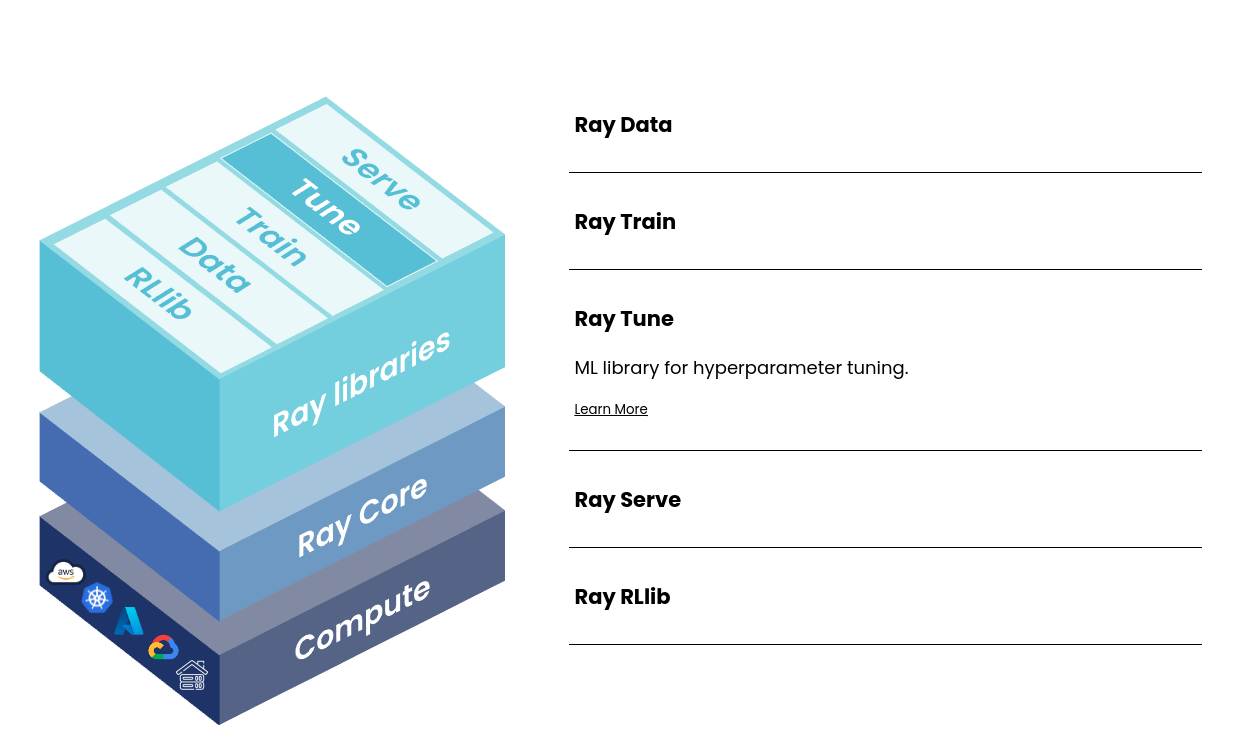 Serve
Tune
Train
Data
RLlib
Ray libraries
Ray Core
Compute
aws
Ray Data
Ray Train
Ray Tune
ML library for hyperparameter tuning.
Learn More
Ray Serve
Ray RLlib